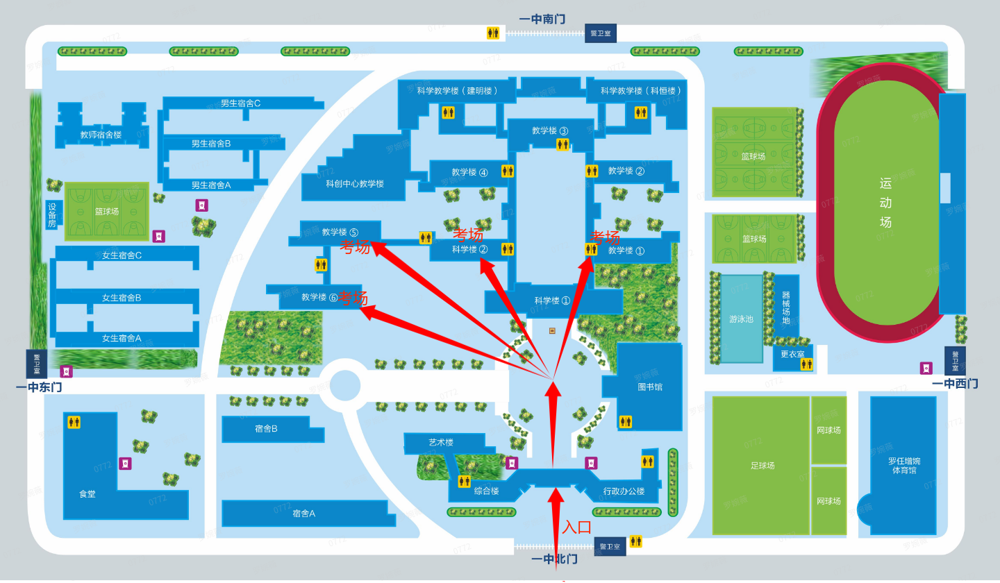 一中南门
警卫室
科学教学楼（建明楼）
科学教学楼（科恒楼）
男生宿舍C
教师宿舍楼
男生宿舍B
男生宿舍A
教学楼③
教学楼④
教学楼②
科创中心教学楼
篮球场
运动场
设备房
篮球场
教学楼⑤
考场
考场
科学楼②
考场
教学楼①
篮球场
女生宿舍C
女生宿舍B
教学楼⑥
考场
科学楼①
器械场地
游泳池
女生宿舍A
警卫室
一中东门
更衣室
警卫室
一中西门
图书馆
宿舍B
艺术楼
网球场
足球场
罗任增婉
体育馆
食堂
综合楼
行政办公楼
网球场
宿舍A
入口
警卫室
一中北门
罗婉薇
0772